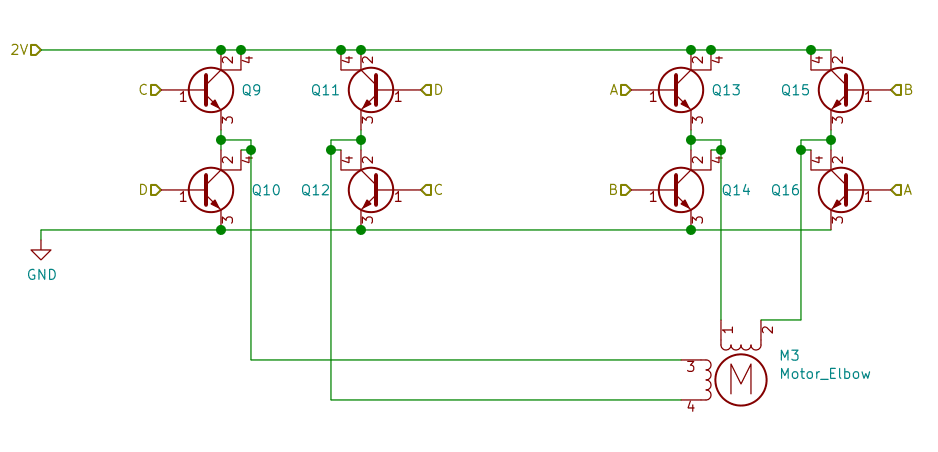 2V
2 4 4 2 2 4 4 2
C 1 Q9 Q11 1 D A 1 Q13 Q15 1 B
3 3 3 3
2 4 4 2 2 4 4 2
D 1 Q10 Q12 1 C B 1 Q14 Q16 1 A
3 3 3 3
GND
1 2
M3
3 M Motor_Elbow
4